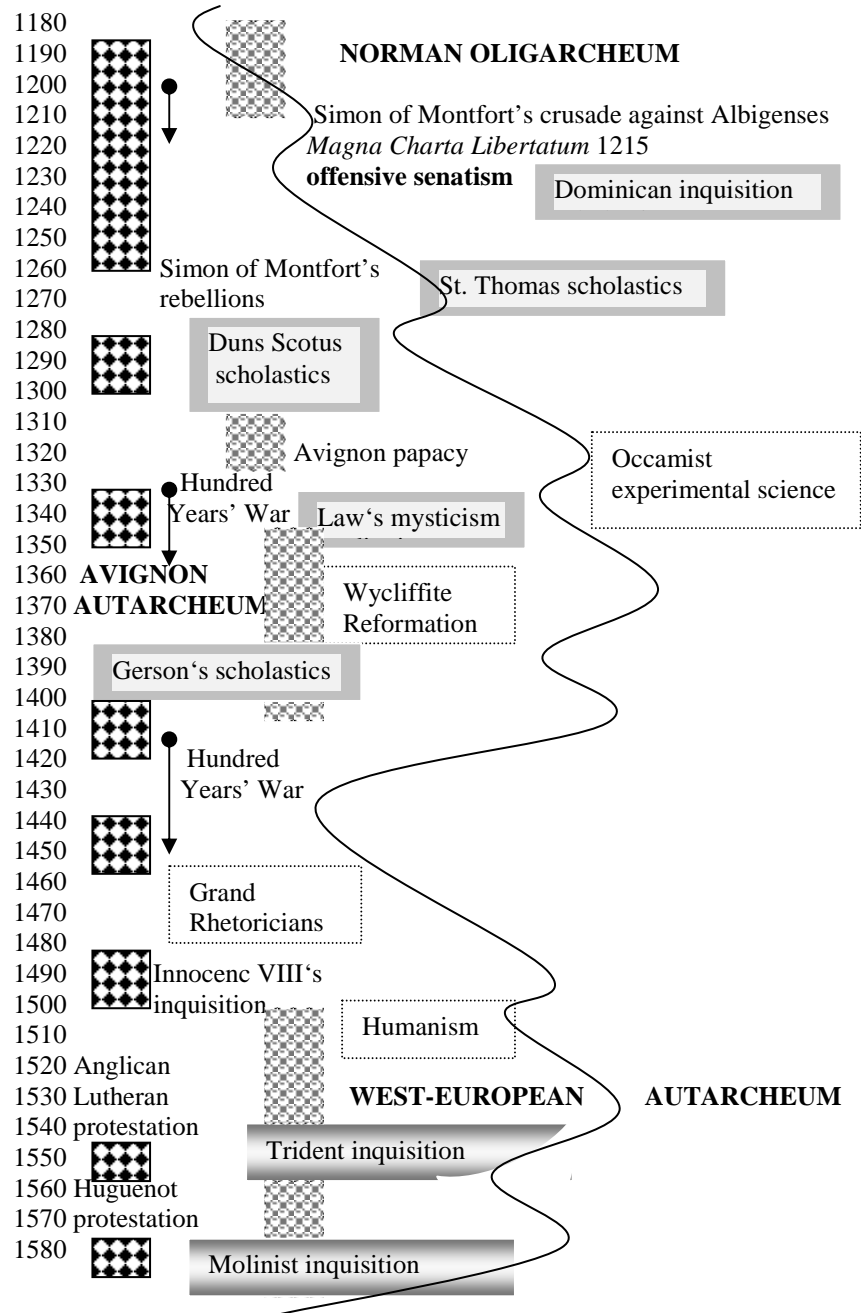 1180
1190 NORMAN OLIGARCHEUM
1200
1210 Simon of Montfort’s crusade against Albigenses
1220 Magna Charta Libertatum 1215
1230 offensive senatism Dominican inquisition
1240
1250
1260 Simon of Montfort’s
1270 rebellions St. Thomas scholastics
1280
1290 Duns Scotus
1300 scholastics
1310
1320 Avignon papacy Occamist
1330 Hundred experimental science
1340 Years’ War Law‘s mysticism
1350
1360 AVIGNON Wycliffite
1370 AUTARCHEUM Reformation
1380
1390 Gerson‘s scholastics
1400
1410
1420 Hundred
1430 Years’ War
1440
1450
1460 Grand
1470 Rhetoricians
1480
1490 Innocenc VIII‘s
1500 inquisition
1510 Humanism
1520 Anglican
1530 Lutheran WEST-EUROPEAN AUTARCHEUM
1540 protestation
1550 Trident inquisition
1560 Huguenot
1570 protestation
1580 Molinist inquisition